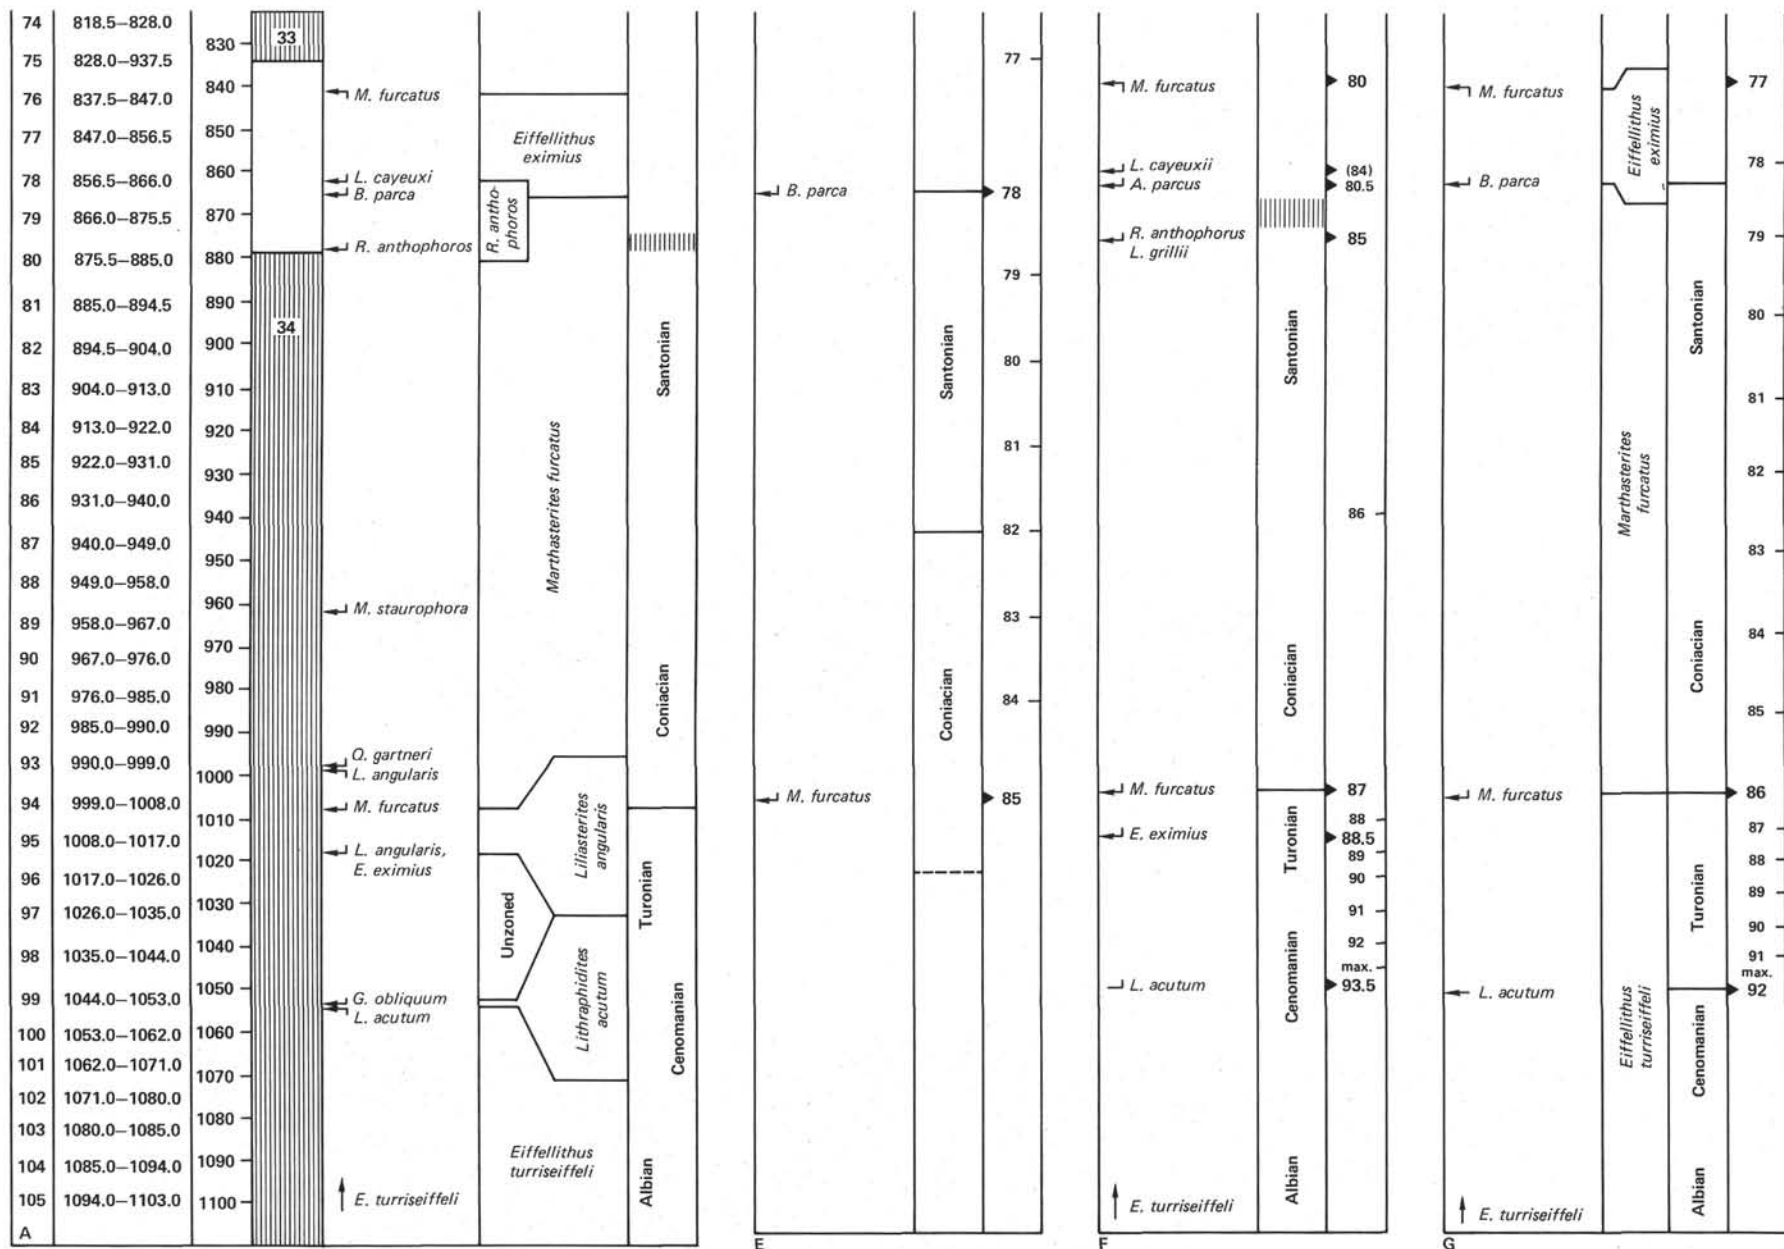 74 818.5–828.0
75 828.0–937.5
76 837.5–847.0
77 847.0–856.5
78 856.5–866.0
79 866.0–875.5
80 875.5–885.0
81 885.0–894.5
82 894.5–904.0
83 904.0–913.0
84 913.0–922.0
85 922.0–931.0
86 931.0–940.0
87 940.0–949.0
88 949.0–958.0
89 958.0–967.0
90 967.0–976.0
91 976.0–985.0
92 985.0–990.0
93 990.0–999.0
94 999.0–1008.0
95 1008.0–1017.0
96 1017.0–1026.0
97 1026.0–1035.0
98 1035.0–1044.0
99 1044.0–1053.0
100 1053.0–1062.0
101 1062.0–1071.0
102 1071.0–1080.0
103 1080.0–1085.0
104 1085.0–1094.0
105 1094.0–1103.0
A
830
840
850
860
870
880
890
900
910
920
930
940
950
960
970
980
990
1000
1010
1020
1030
1040
1050
1060
1070
1080
1090
1100
33
34
M. furcatus
L. cayeuxi
B. parca
R. anthophoros
M. staurophora
Q. gartneri
L. angularis
M. furcatus
L. angularis,
E. eximius
G. obliquum
L. acutum
E. turriseiffeli
Eiffellithus
eximius
R. antho-
phoros
Marthasterites furcatus
Liliasterites
angularis
Unzoned
Lithraphidites
acutum
Eiffellithus
turriseiffeli
Santonian
Coniacian
Turonian
Cenomanian
Albian
B. parca
M. furcatus
E
Santonian
Coniacian
77
78
79
80
81
82
83
84
85
M. furcatus
L. cayeuxii
A. parcus
R. anthophorus
L. grillii
M. furcatus
E. eximius
L. acutum
E. turriseiffeli
F
Santonian
Coniacian
Turonian
Cenomanian
Albian
80
(84)
80.5
85
86
87
88
88.5
89
90
91
92
max.
93.5
M. furcatus
B. parca
M. furcatus
L. acutum
E. turriseiffeli
G
Eiffellithus
eximius
Marthasterites
furcatus
Eiffellithus
turriseiffeli
Santonian
Coniacian
Turonian
Cenomanian
Albian
77
78
79
80
81
82
83
84
85
86
87
88
89
90
91
max.
92